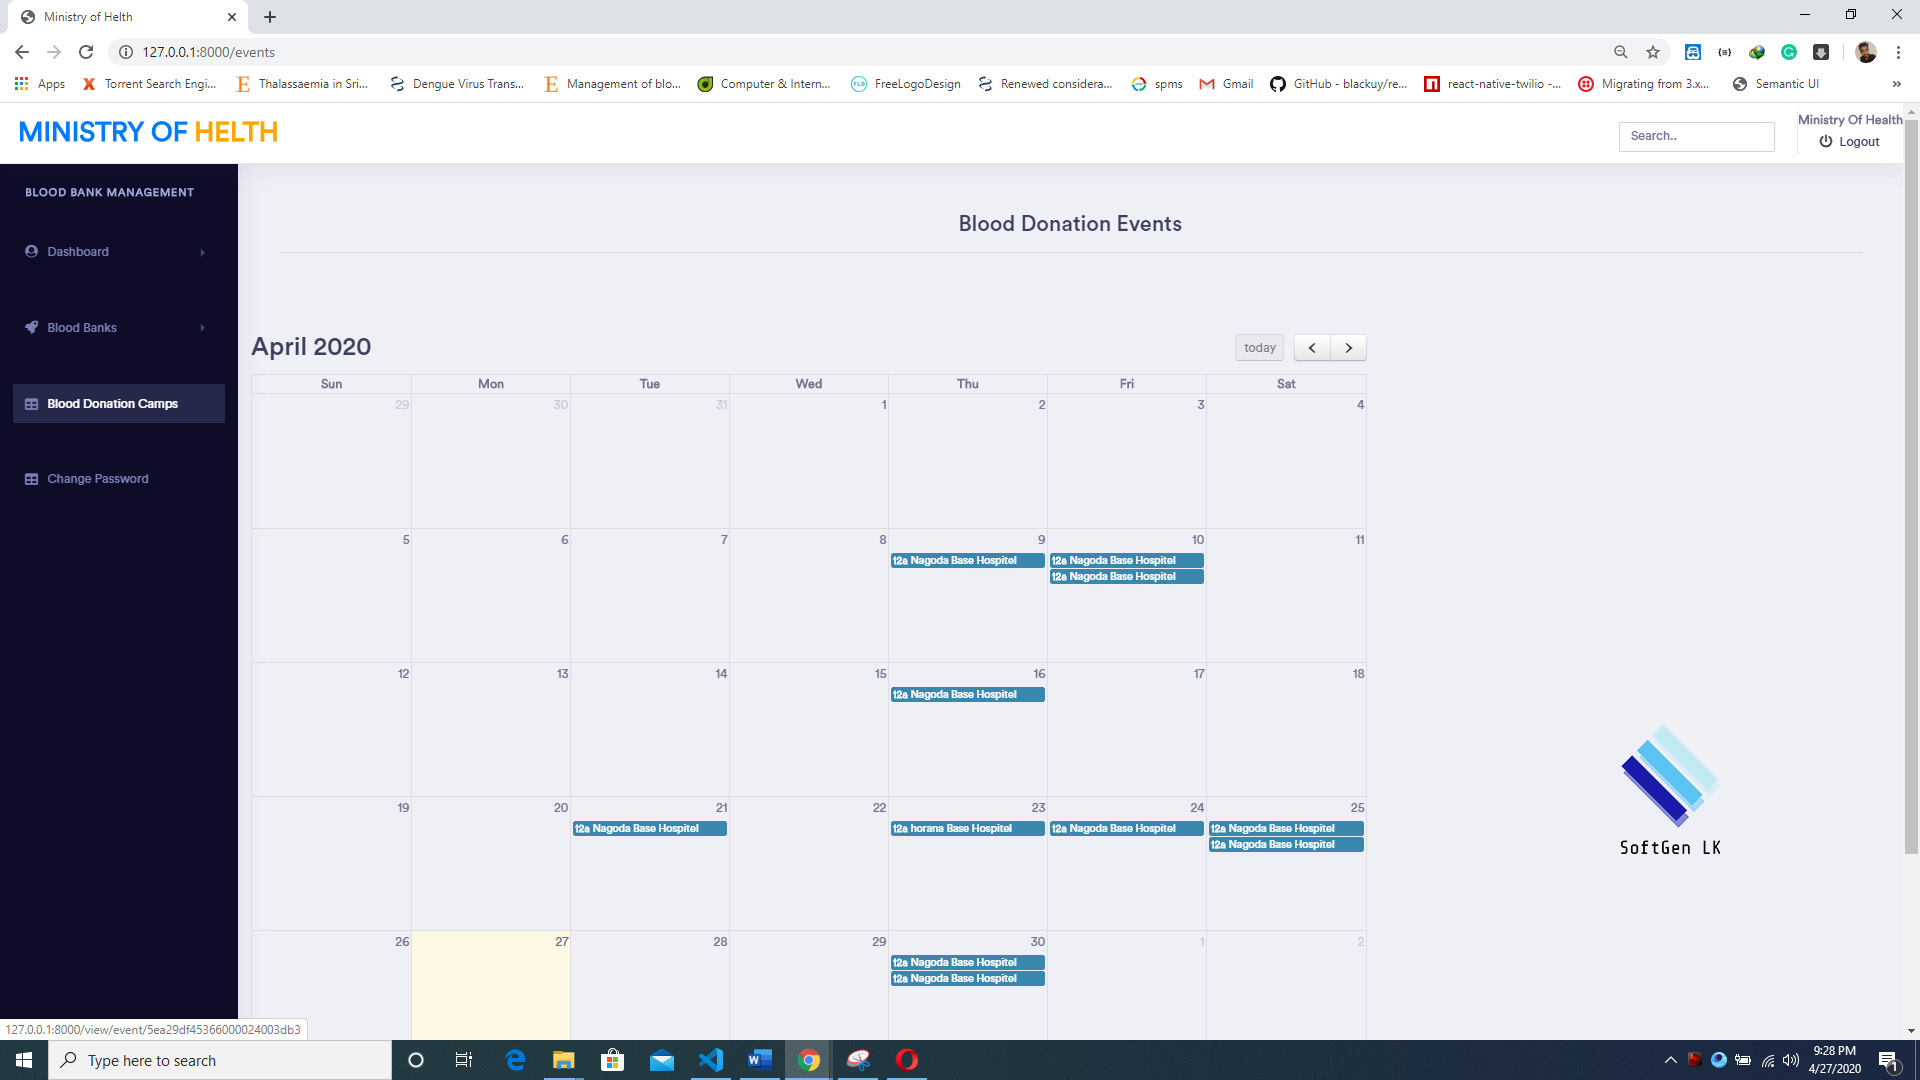 Ministry of Helth
127.0.0.1:8000/events
Apps
Torrent Search Engi...
Thalassaemia in Sri...
Dengue Virus Trans...
Management of blo...
Computer & Intern...
FreeLogoDesign
Renewed considera...
spms
Gmail
GitHub - blackuy/re...
react-native-twilio -...
Migrating from 3.x...
Semantic UI
»
MINISTRY OF HELTH
Search..
Ministry Of Health
Logout
BLOOD BANK MANAGEMENT
Dashboard
Blood Banks
Blood Donation Camps
Change Password
Blood Donation Events
April 2020
today
Sun Mon Tue Wed Thu Fri Sat
29 30 31 1 2 3 4
5 6 7 8 9 10 11
12a Nagoda Base Hospitel 12a Nagoda Base Hospitel
12a Nagoda Base Hospitel
12 13 14 15 16 17 18
12a Nagoda Base Hospitel
19 20 21 22 23 24 25
12a Nagoda Base Hospitel 12a horana Base Hospitel 12a Nagoda Base Hospitel 12a Nagoda Base Hospitel
12a Nagoda Base Hospitel
26 27 28 29 30 1 2
12a Nagoda Base Hospitel
12a Nagoda Base Hospitel
SoftGen LK
127.0.0.1:8000/view/event/5ea29df45366000024003db3
Type here to search
9:28 PM
4/27/2020
1